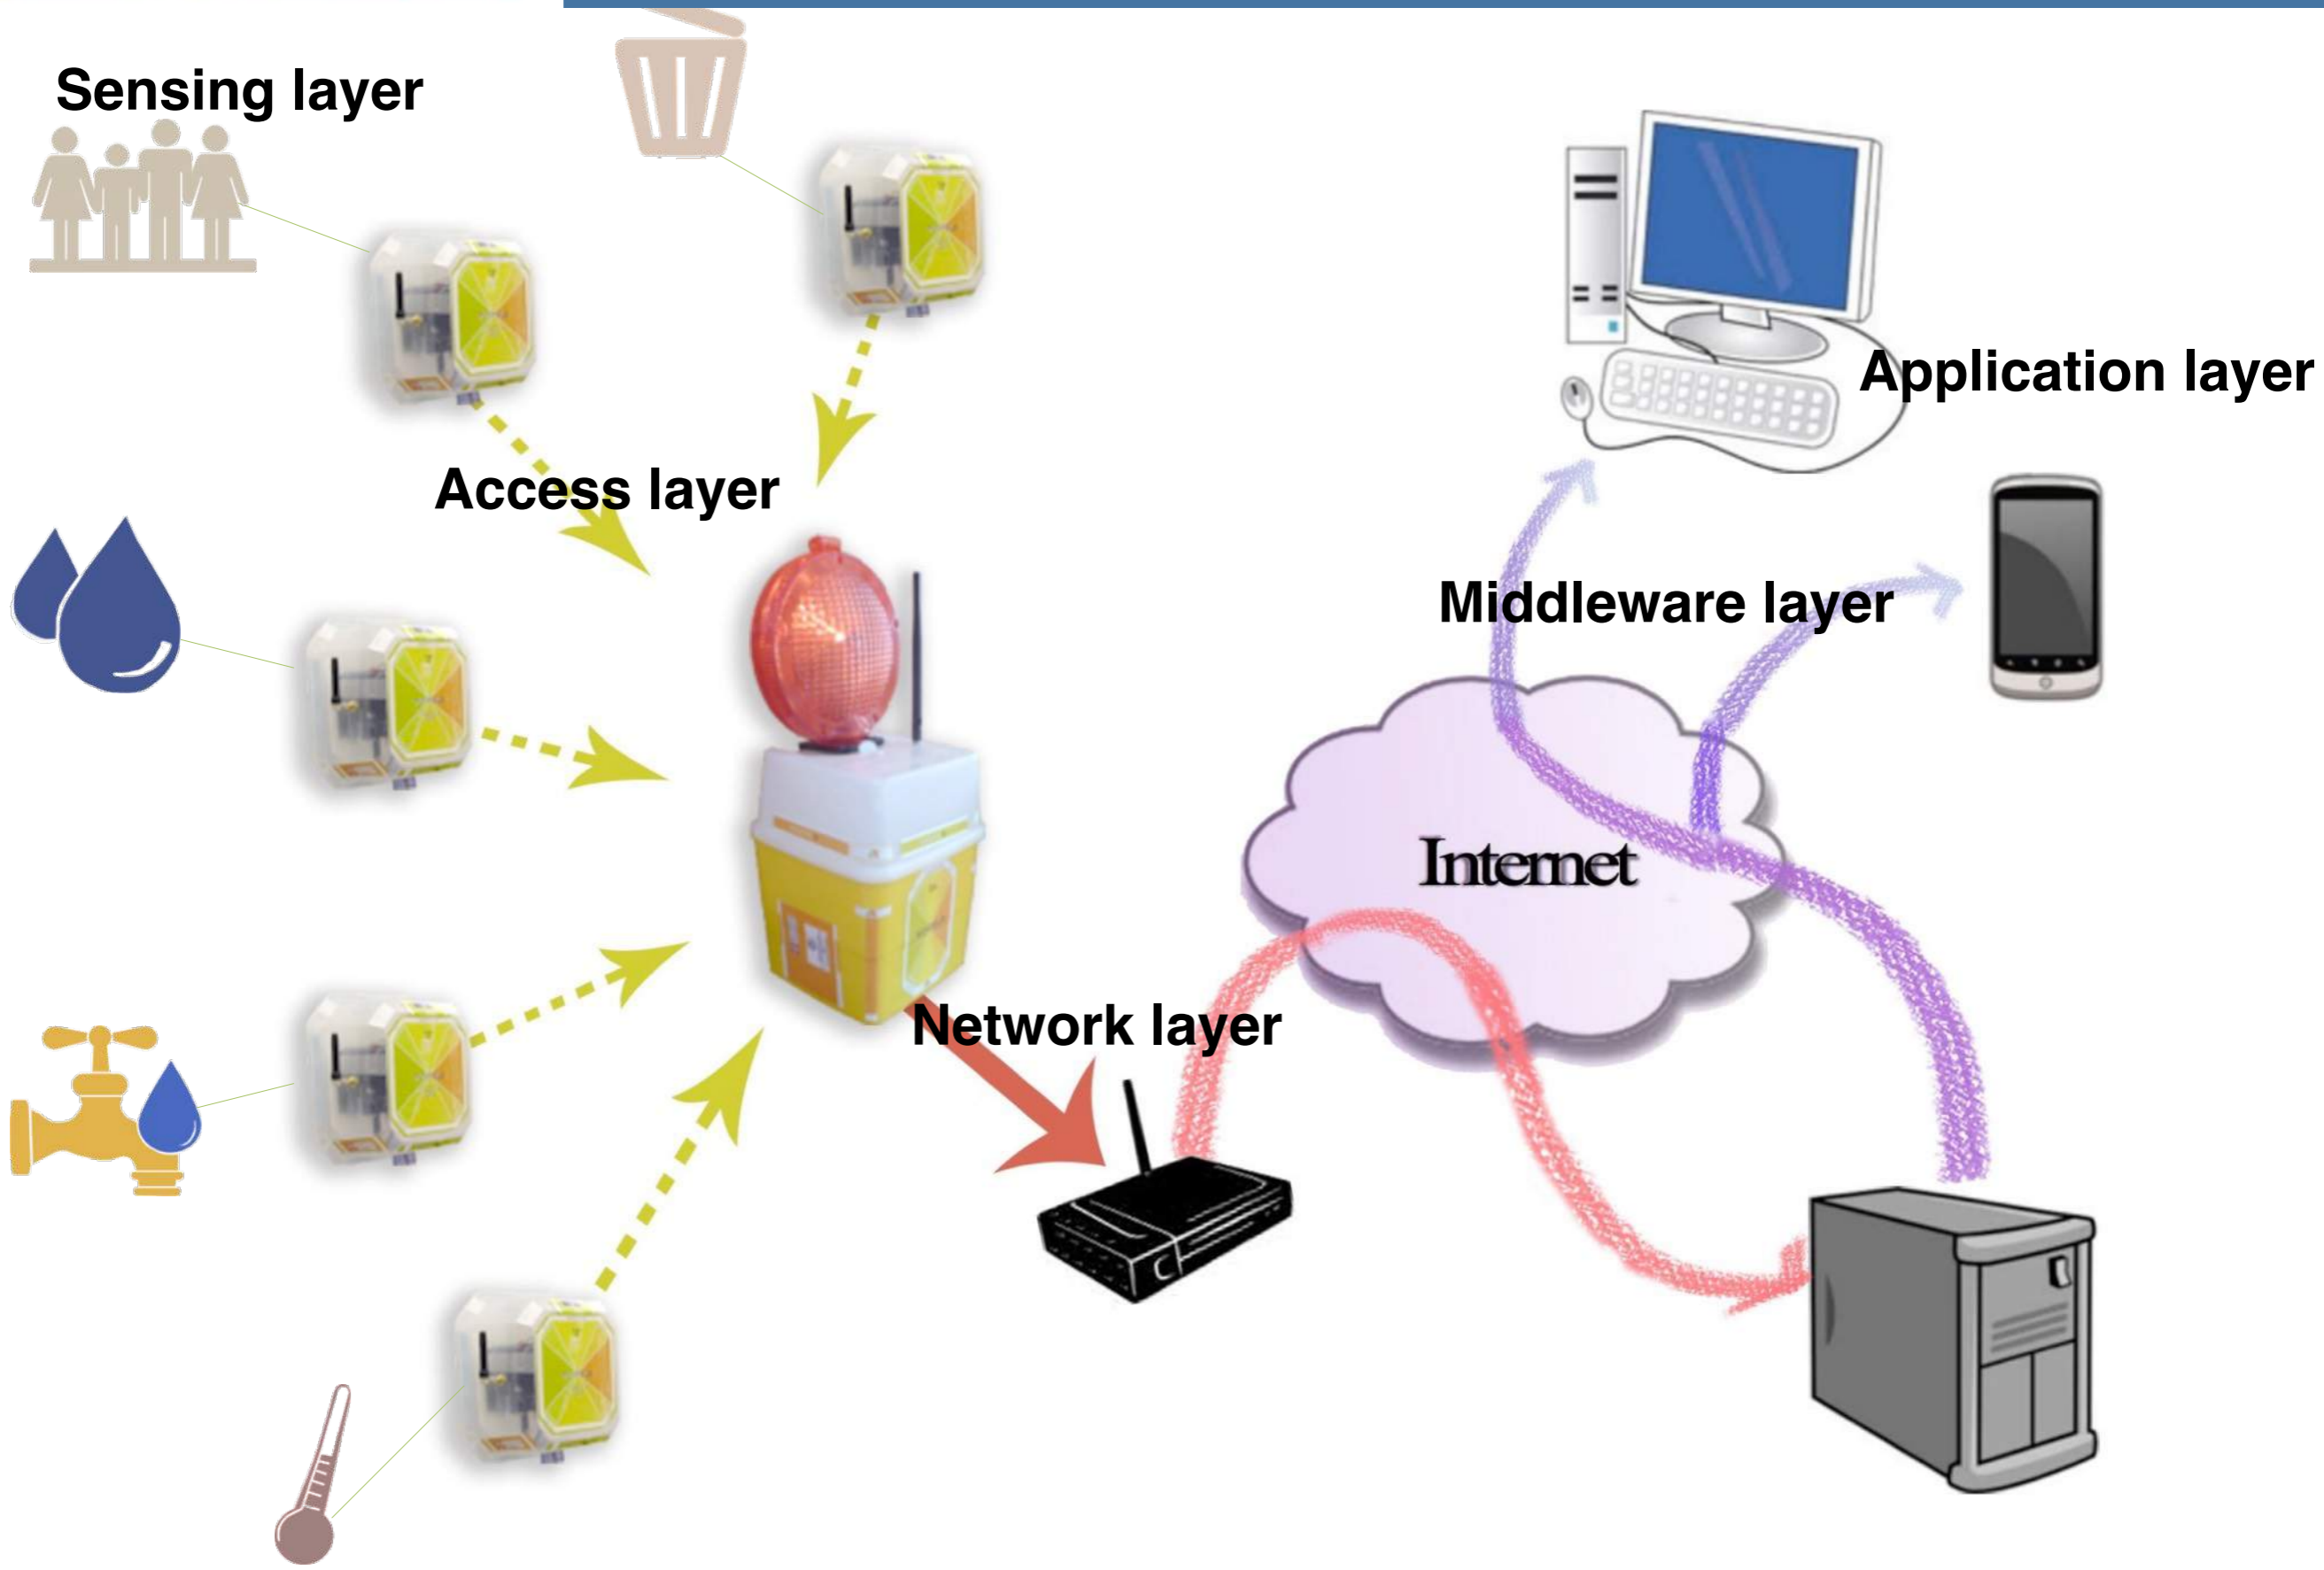 Sensing layer
Access layer
Application layer
Middleware layer
Internet
Network layer